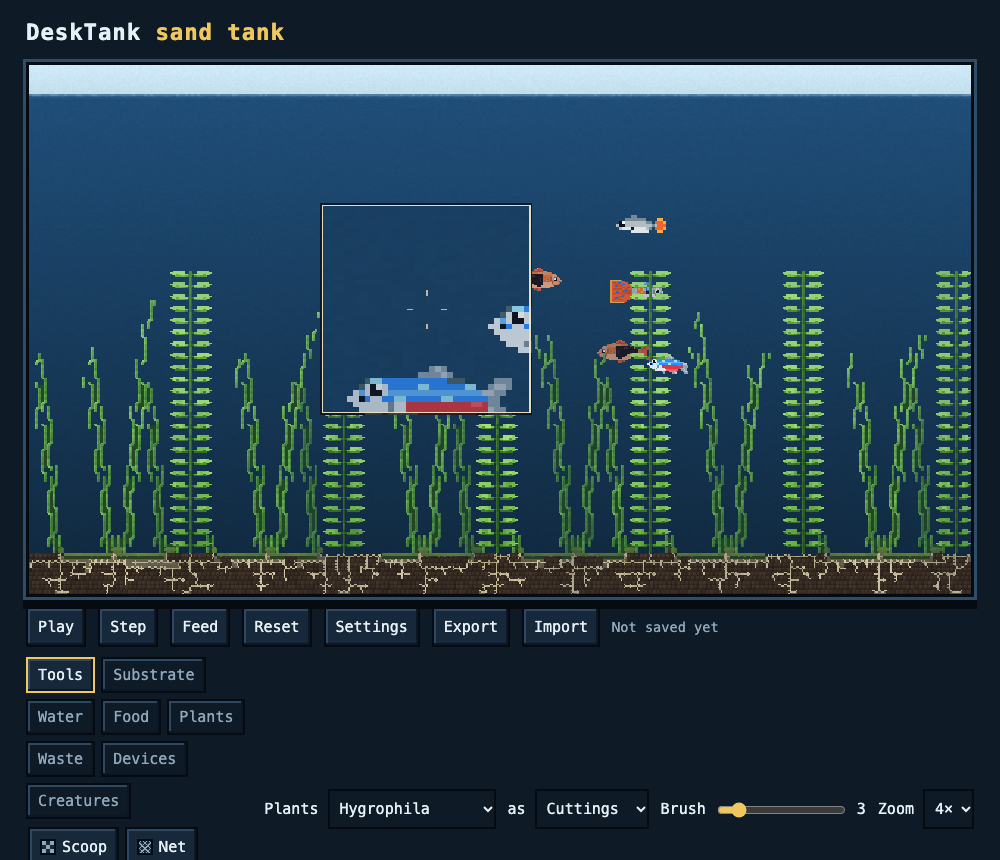 DeskTank sand tank
Play Step Feed Reset Settings Export Import Not saved yet
Tools Substrate
Water Food Plants
Waste Devices
Creatures
Plants Hygrophila as Cuttings Brush 3 Zoom 4×
Scoop Net